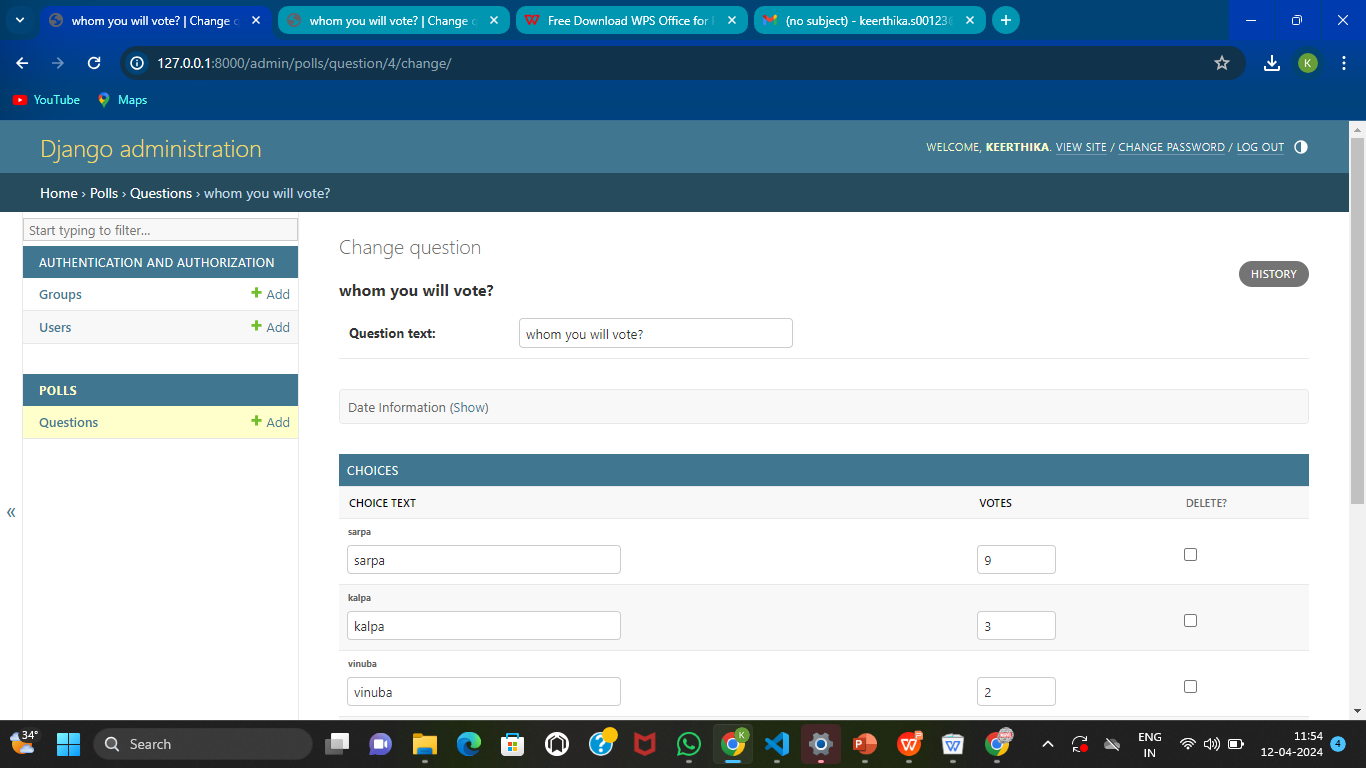 whom you will vote? | Change q
whom you will vote? | Change
Free Download WPS Office for
(no subject) - keerthika.s00123
127.0.0.1:8000/admin/polls/question/4/change/
K
YouTube
Maps
Django administration
WELCOME, KEERTHIKA. VIEW SITE / CHANGE PASSWORD / LOG OUT
Home › Polls › Questions › whom you will vote?
Start typing to filter...
AUTHENTICATION AND AUTHORIZATION
Groups + Add
Users + Add
POLLS
Questions + Add
«
Change question
HISTORY
whom you will vote?
Question text: whom you will vote?
Date Information (Show)
CHOICES
CHOICE TEXT VOTES DELETE?
sarpa
sarpa 9
kalpa
kalpa 3
vinuba
vinuba 2
34°
Search
ENG
IN
11:54
12-04-2024
4